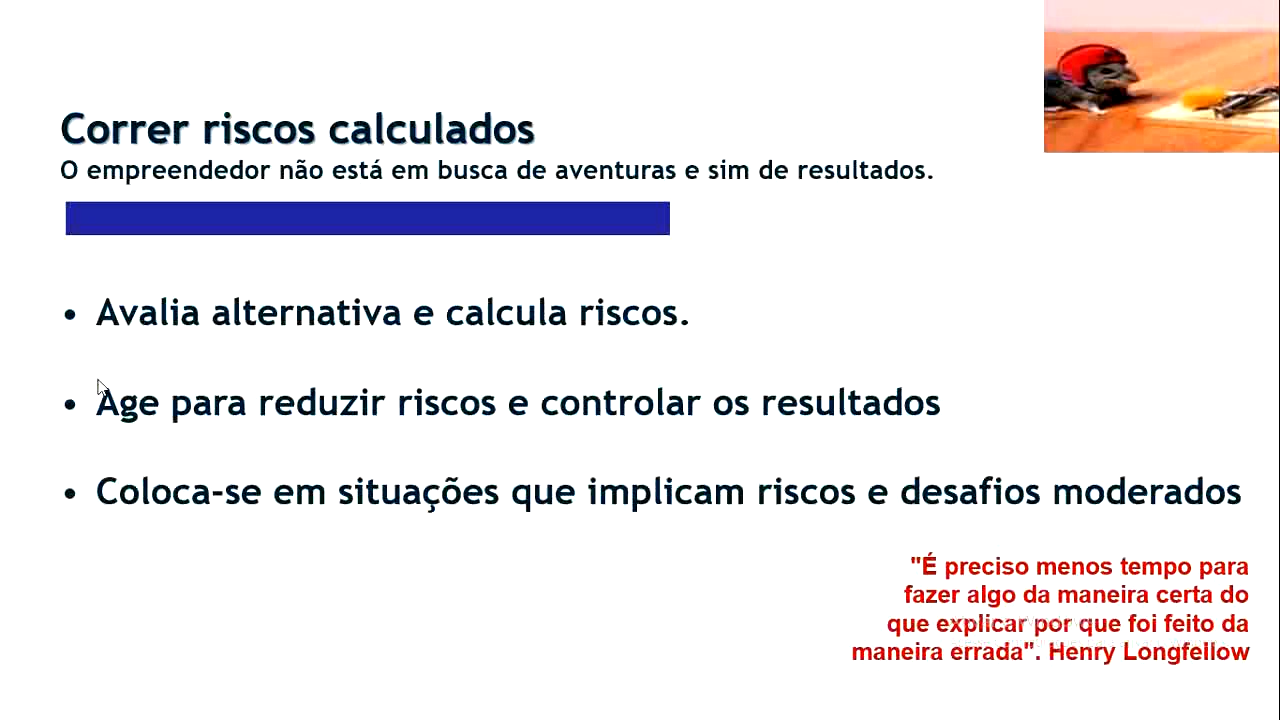 Correr riscos calculados
O empreendedor não está em busca de aventuras e sim de resultados.
• Avalia alternativa e calcula riscos.
• Age para reduzir riscos e controlar os resultados
• Coloca-se em situações que implicam riscos e desafios moderados
"É preciso menos tempo para
fazer algo da maneira certa do
que explicar por que foi feito da
maneira errada". Henry Longfellow